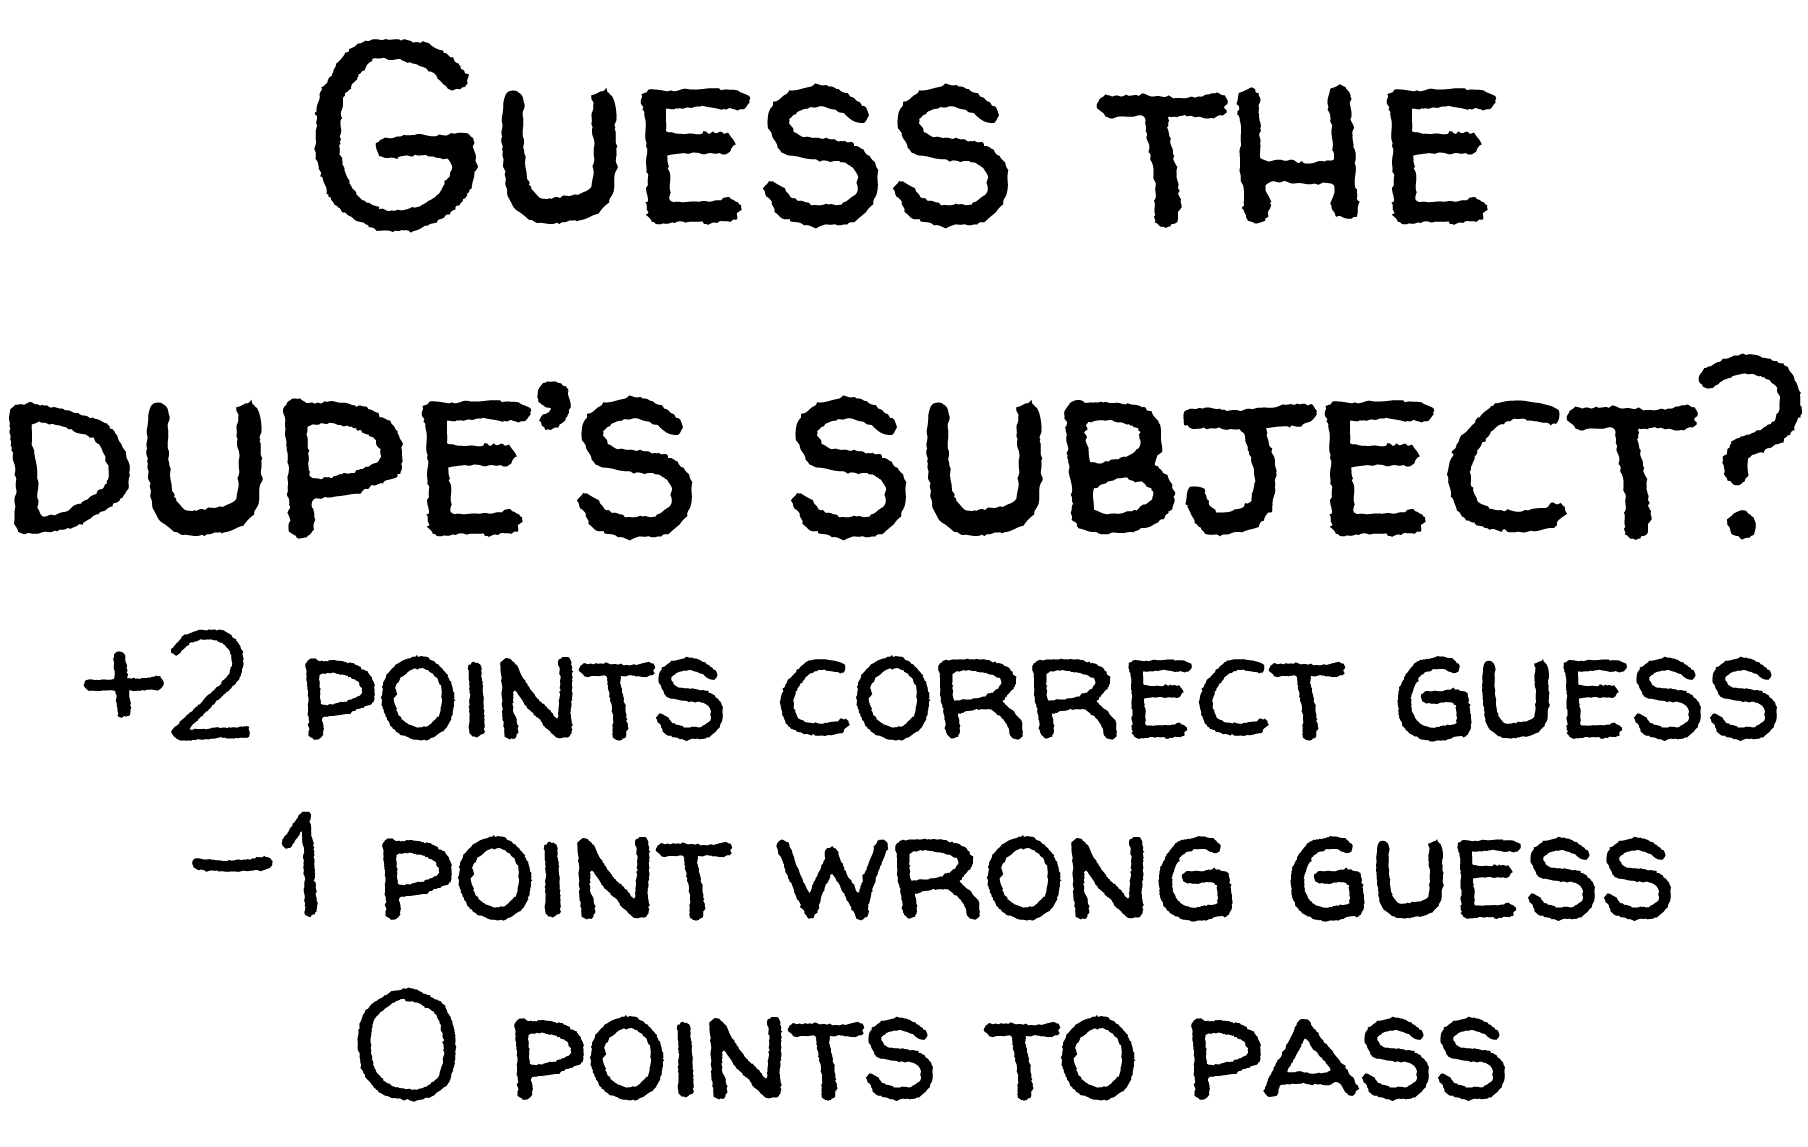 Guess the
dupe’s subject?
+2 points correct guess
−1 point wrong guess
0 points to pass